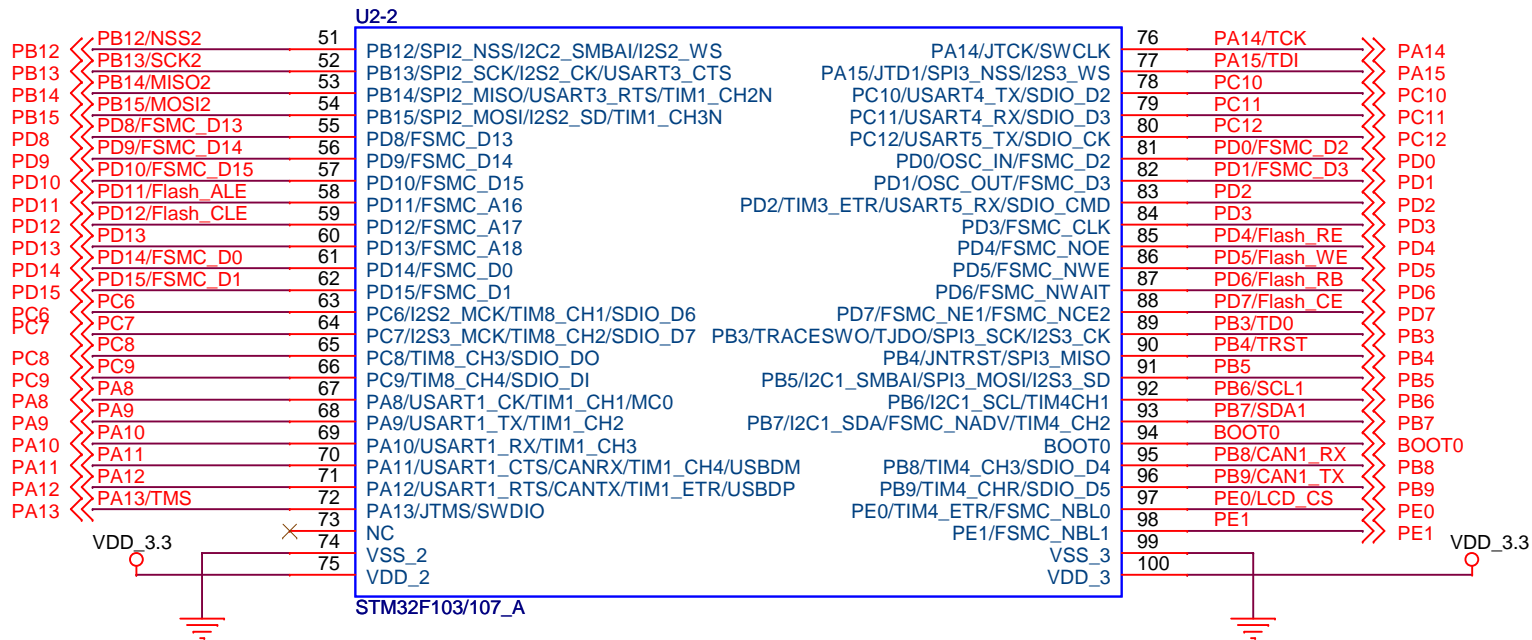 U2-2
PB12 PB12/NSS2 51 PB12/SPI2_NSS/I2C2_SMBAI/I2S2_WS PA14/JTCK/SWCLK 76 PA14/TCK PA14
PB13 PB13/SCK2 52 PB13/SPI2_SCK/I2S2_CK/USART3_CTS PA15/JTD1/SPI3_NSS/I2S3_WS 77 PA15/TDI PA15
PB14 PB14/MISO2 53 PB14/SPI2_MISO/USART3_RTS/TIM1_CH2N PC10/USART4_TX/SDIO_D2 78 PC10 PC10
PB15 PB15/MOSI2 54 PB15/SPI2_MOSI/I2S2_SD/TIM1_CH3N PC11/USART4_RX/SDIO_D3 79 PC11 PC11
PD8 PD8/FSMC_D13 55 PD8/FSMC_D13 PC12/USART5_TX/SDIO_CK 80 PC12 PC12
PD9 PD9/FSMC_D14 56 PD9/FSMC_D14 PD0/OSC_IN/FSMC_D2 81 PD0/FSMC_D2 PD0
PD10 PD10/FSMC_D15 57 PD10/FSMC_D15 PD1/OSC_OUT/FSMC_D3 82 PD1/FSMC_D3 PD1
PD11 PD11/Flash_ALE 58 PD11/FSMC_A16 PD2/TIM3_ETR/USART5_RX/SDIO_CMD 83 PD2 PD2
PD12 PD12/Flash_CLE 59 PD12/FSMC_A17 PD3/FSMC_CLK 84 PD3 PD3
PD13 PD13 60 PD13/FSMC_A18 PD4/FSMC_NOE 85 PD4/Flash_RE PD4
PD14 PD14/FSMC_D0 61 PD14/FSMC_D0 PD5/FSMC_NWE 86 PD5/Flash_WE PD5
PD15 PD15/FSMC_D1 62 PD15/FSMC_D1 PD6/FSMC_NWAIT 87 PD6/Flash_RB PD6
PC6 PC6 63 PC6/I2S2_MCK/TIM8_CH1/SDIO_D6 PD7/FSMC_NE1/FSMC_NCE2 88 PD7/Flash_CE PD7
PC7 PC7 64 PC7/I2S3_MCK/TIM8_CH2/SDIO_D7 PB3/TRACESWO/TJDO/SPI3_SCK/I2S3_CK 89 PB3/TD0 PB3
PC8 PC8 65 PC8/TIM8_CH3/SDIO_DO PB4/JNTRST/SPI3_MISO 90 PB4/TRST PB4
PC9 PC9 66 PC9/TIM8_CH4/SDIO_DI PB5/I2C1_SMBAI/SPI3_MOSI/I2S3_SD 91 PB5 PB5
PA8 PA8 67 PA8/USART1_CK/TIM1_CH1/MC0 PB6/I2C1_SCL/TIM4CH1 92 PB6/SCL1 PB6
PA9 PA9 68 PA9/USART1_TX/TIM1_CH2 PB7/I2C1_SDA/FSMC_NADV/TIM4_CH2 93 PB7/SDA1 PB7
PA10 PA10 69 PA10/USART1_RX/TIM1_CH3 BOOT0 94 BOOT0 BOOT0
PA11 PA11 70 PA11/USART1_CTS/CANRX/TIM1_CH4/USBDM PB8/TIM4_CH3/SDIO_D4 95 PB8/CAN1_RX PB8
PA12 PA12 71 PA12/USART1_RTS/CANTX/TIM1_ETR/USBDP PB9/TIM4_CHR/SDIO_D5 96 PB9/CAN1_TX PB9
PA13 PA13/TMS 72 PA13/JTMS/SWDIO PE0/TIM4_ETR/FSMC_NBL0 97 PE0/LCD_CS PE0
73 NC PE1/FSMC_NBL1 98 PE1 PE1
VDD_3.3 74 VSS_2 VSS_3 99 VDD_3.3
75 VDD_2 VDD_3 100
STM32F103/107_A